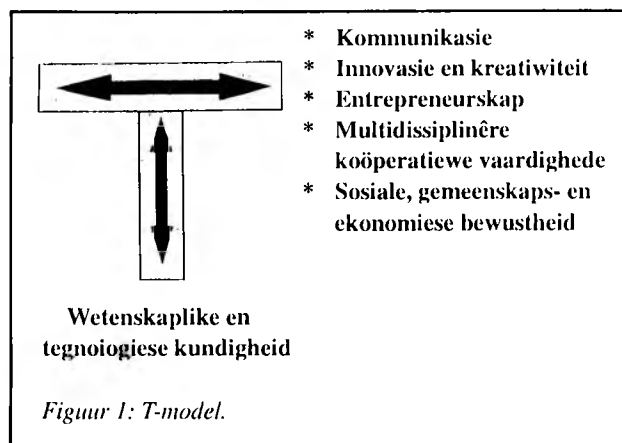 * Kommunikasie
* Innovasie en kreatiwiteit
* Entrepreneurskap
* Multidissiplinêre
koöperatiewe vaardighede
* Sosiale, gemeenskaps- en
ekonomiese bewustheid
Wetenskaplike en
tegnoiogiese kundigheid
Figuur 1: T-model.